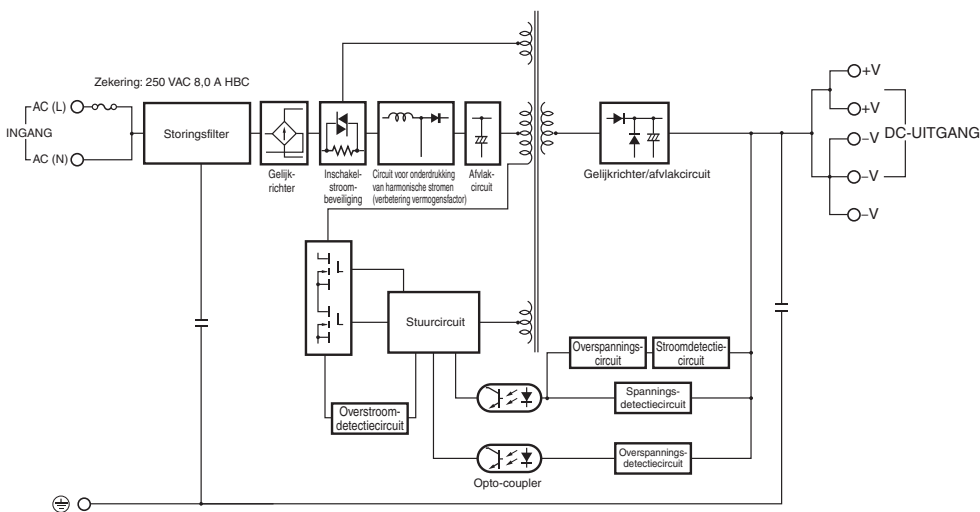 Zekering: 250 VAC 8,0 A HBC
AC (L)
INGANG
AC (N)
Storingsfilter
Gelijk-
richter
Inschakel-
stroom-
beveiliging
Circuit voor onderdrukking
van harmonische stromen
(verbetering vermogensfactor)
Afvlak-
circuit
Gelijkrichter/afvlakcircuit
+V
+V
–V
–V
–V
DC-UITGANG
Stuurcircuit
Overstroom-
detectiecircuit
Overspannings-
circuit
Stroomdetectie-
circuit
Spannings-
detectiecircuit
Overspannings-
detectiecircuit
Opto-coupler